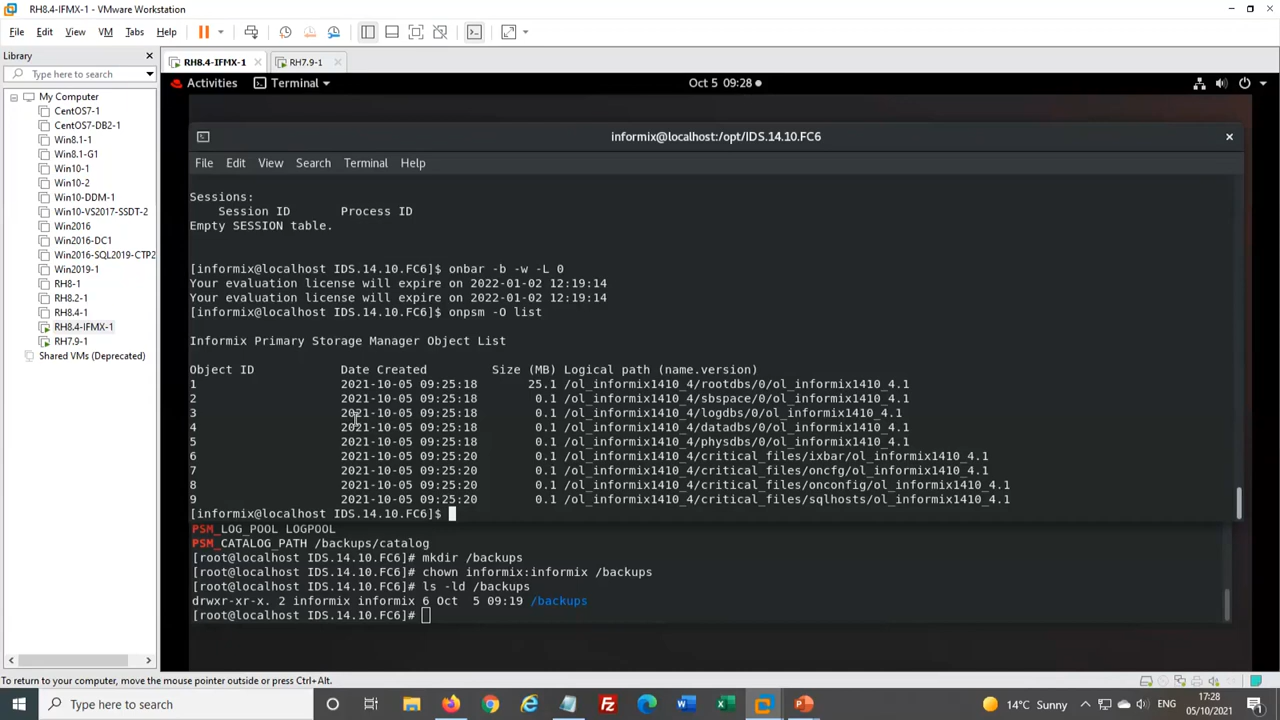 RH8.4-IFMX-1 - VMware Workstation
File Edit View VM Tabs Help
Library
Type here to search
My Computer
CentOS7-1
CentOS7-DB2-1
Win8.1-1
Win8.1-G1
Win10-1
Win10-2
Win10-DDM-1
Win10-VS2017-SSDT-2
Win2016
Win2016-DC1
Win2016-SQL2019-CTP2
Win2019-1
RH8-1
RH8.2-1
RH8.4-1
RH8.4-IFMX-1
RH7.9-1
Shared VMs (Deprecated)
RH8.4-IFMX-1 RH7.9-1
Activities Terminal Oct 5 09:28
informix@localhost:/opt/IDS.14.10.FC6
File Edit View Search Terminal Help
Sessions:
Session ID Process ID
Empty SESSION table.
[informix@localhost IDS.14.10.FC6]$ onbar -b -w -L 0
Your evaluation license will expire on 2022-01-02 12:19:14
Your evaluation license will expire on 2022-01-02 12:19:14
[informix@localhost IDS.14.10.FC6]$ onpsm -O list
Informix Primary Storage Manager Object List
Object ID Date Created Size (MB) Logical path (name.version)
1 2021-10-05 09:25:18 25.1 /ol_informix1410_4/rootdbs/0/ol_informix1410_4.1
2 2021-10-05 09:25:18 0.1 /ol_informix1410_4/sbspace/0/ol_informix1410_4.1
3 2021-10-05 09:25:18 0.1 /ol_informix1410_4/logdbs/0/ol_informix1410_4.1
4 2021-10-05 09:25:18 0.1 /ol_informix1410_4/datadbs/0/ol_informix1410_4.1
5 2021-10-05 09:25:18 0.1 /ol_informix1410_4/physdbs/0/ol_informix1410_4.1
6 2021-10-05 09:25:20 0.1 /ol_informix1410_4/critical_files/ixbar/ol_informix1410_4.1
7 2021-10-05 09:25:20 0.1 /ol_informix1410_4/critical_files/oncfg/ol_informix1410_4.1
8 2021-10-05 09:25:20 0.1 /ol_informix1410_4/critical_files/onconfig/ol_informix1410_4.1
9 2021-10-05 09:25:20 0.1 /ol_informix1410_4/critical_files/sqlhosts/ol_informix1410_4.1
[informix@localhost IDS.14.10.FC6]$
PSM_LOG_POOL LOGPOOL
PSM_CATALOG_PATH /backups/catalog
[root@localhost IDS.14.10.FC6]# mkdir /backups
[root@localhost IDS.14.10.FC6]# chown informix:informix /backups
[root@localhost IDS.14.10.FC6]# ls -ld /backups
drwxr-xr-x. 2 informix informix 6 Oct 5 09:19 /backups
[root@localhost IDS.14.10.FC6]#
To return to your computer, move the mouse pointer outside or press Ctrl+Alt.
Type here to search
14°C Sunny
ENG
17:28
05/10/2021